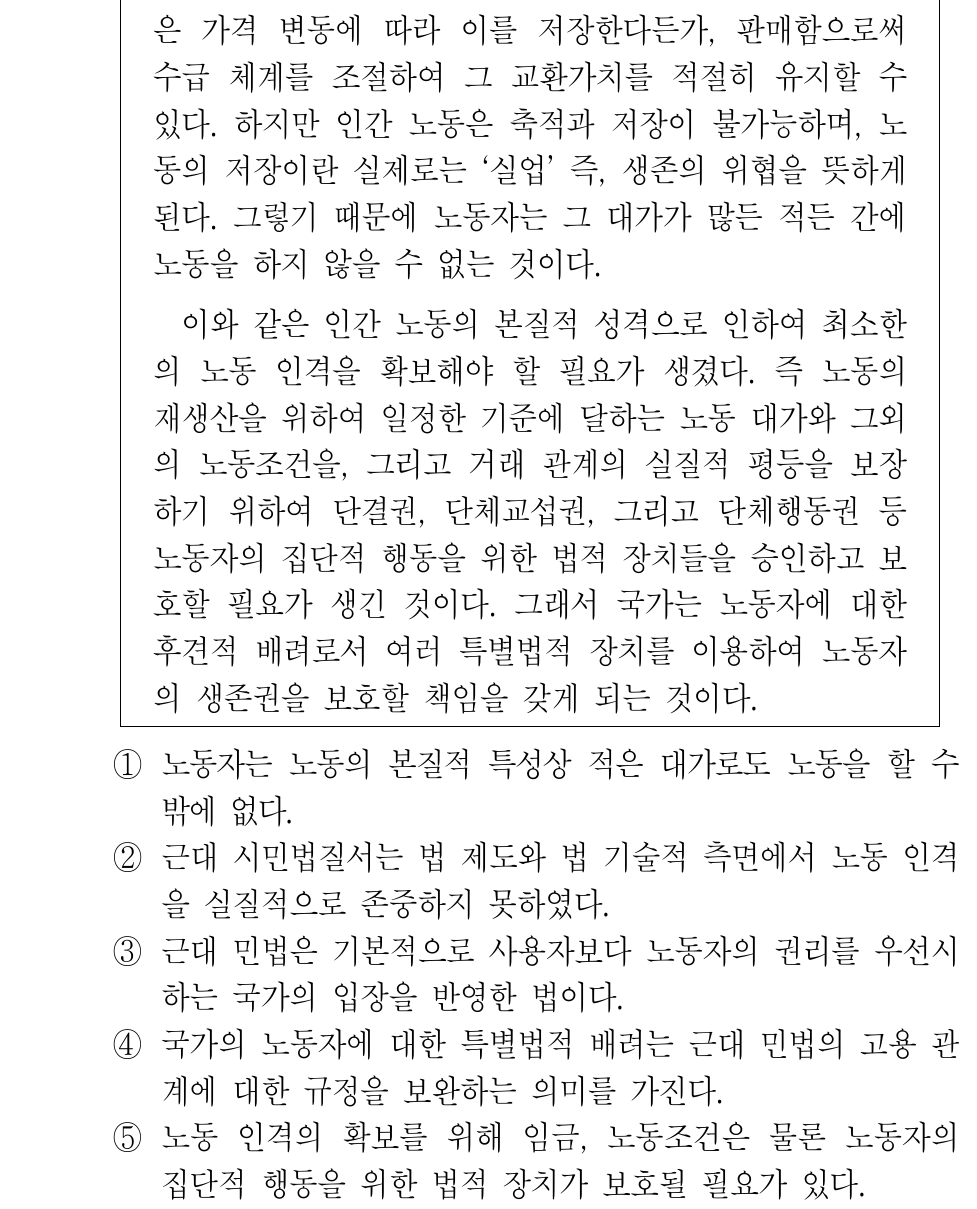 은 가격 변동에 따라 이를 저장한다든가, 판매함으로써
수급 체계를 조절하여 그 교환가치를 적절히 유지할 수
있다. 하지만 인간 노동은 축적과 저장이 불가능하며, 노
동의 저장이란 실제로는 ‘실업’ 즉, 생존의 위협을 뜻하게
된다. 그렇기 때문에 노동자는 그 대가가 많든 적든 간에
노동을 하지 않을 수 없는 것이다.
이와 같은 인간 노동의 본질적 성격으로 인하여 최소한
의 노동 인격을 확보해야 할 필요가 생겼다. 즉 노동의
재생산을 위하여 일정한 기준에 달하는 노동 대가와 그외
의 노동조건을, 그리고 거래 관계의 실질적 평등을 보장
하기 위하여 단결권, 단체교섭권, 그리고 단체행동권 등
노동자의 집단적 행동을 위한 법적 장치들을 승인하고 보
호할 필요가 생긴 것이다. 그래서 국가는 노동자에 대한
후견적 배려로서 여러 특별법적 장치를 이용하여 노동자
의 생존권을 보호할 책임을 갖게 되는 것이다.
① 노동자는 노동의 본질적 특성상 적은 대가로도 노동을 할 수
밖에 없다.
② 근대 시민법질서는 법 제도와 법 기술적 측면에서 노동 인격
을 실질적으로 존중하지 못하였다.
③ 근대 민법은 기본적으로 사용자보다 노동자의 권리를 우선시
하는 국가의 입장을 반영한 법이다.
④ 국가의 노동자에 대한 특별법적 배려는 근대 민법의 고용 관
계에 대한 규정을 보완하는 의미를 가진다.
⑤ 노동 인격의 확보를 위해 임금, 노동조건은 물론 노동자의
집단적 행동을 위한 법적 장치가 보호될 필요가 있다.